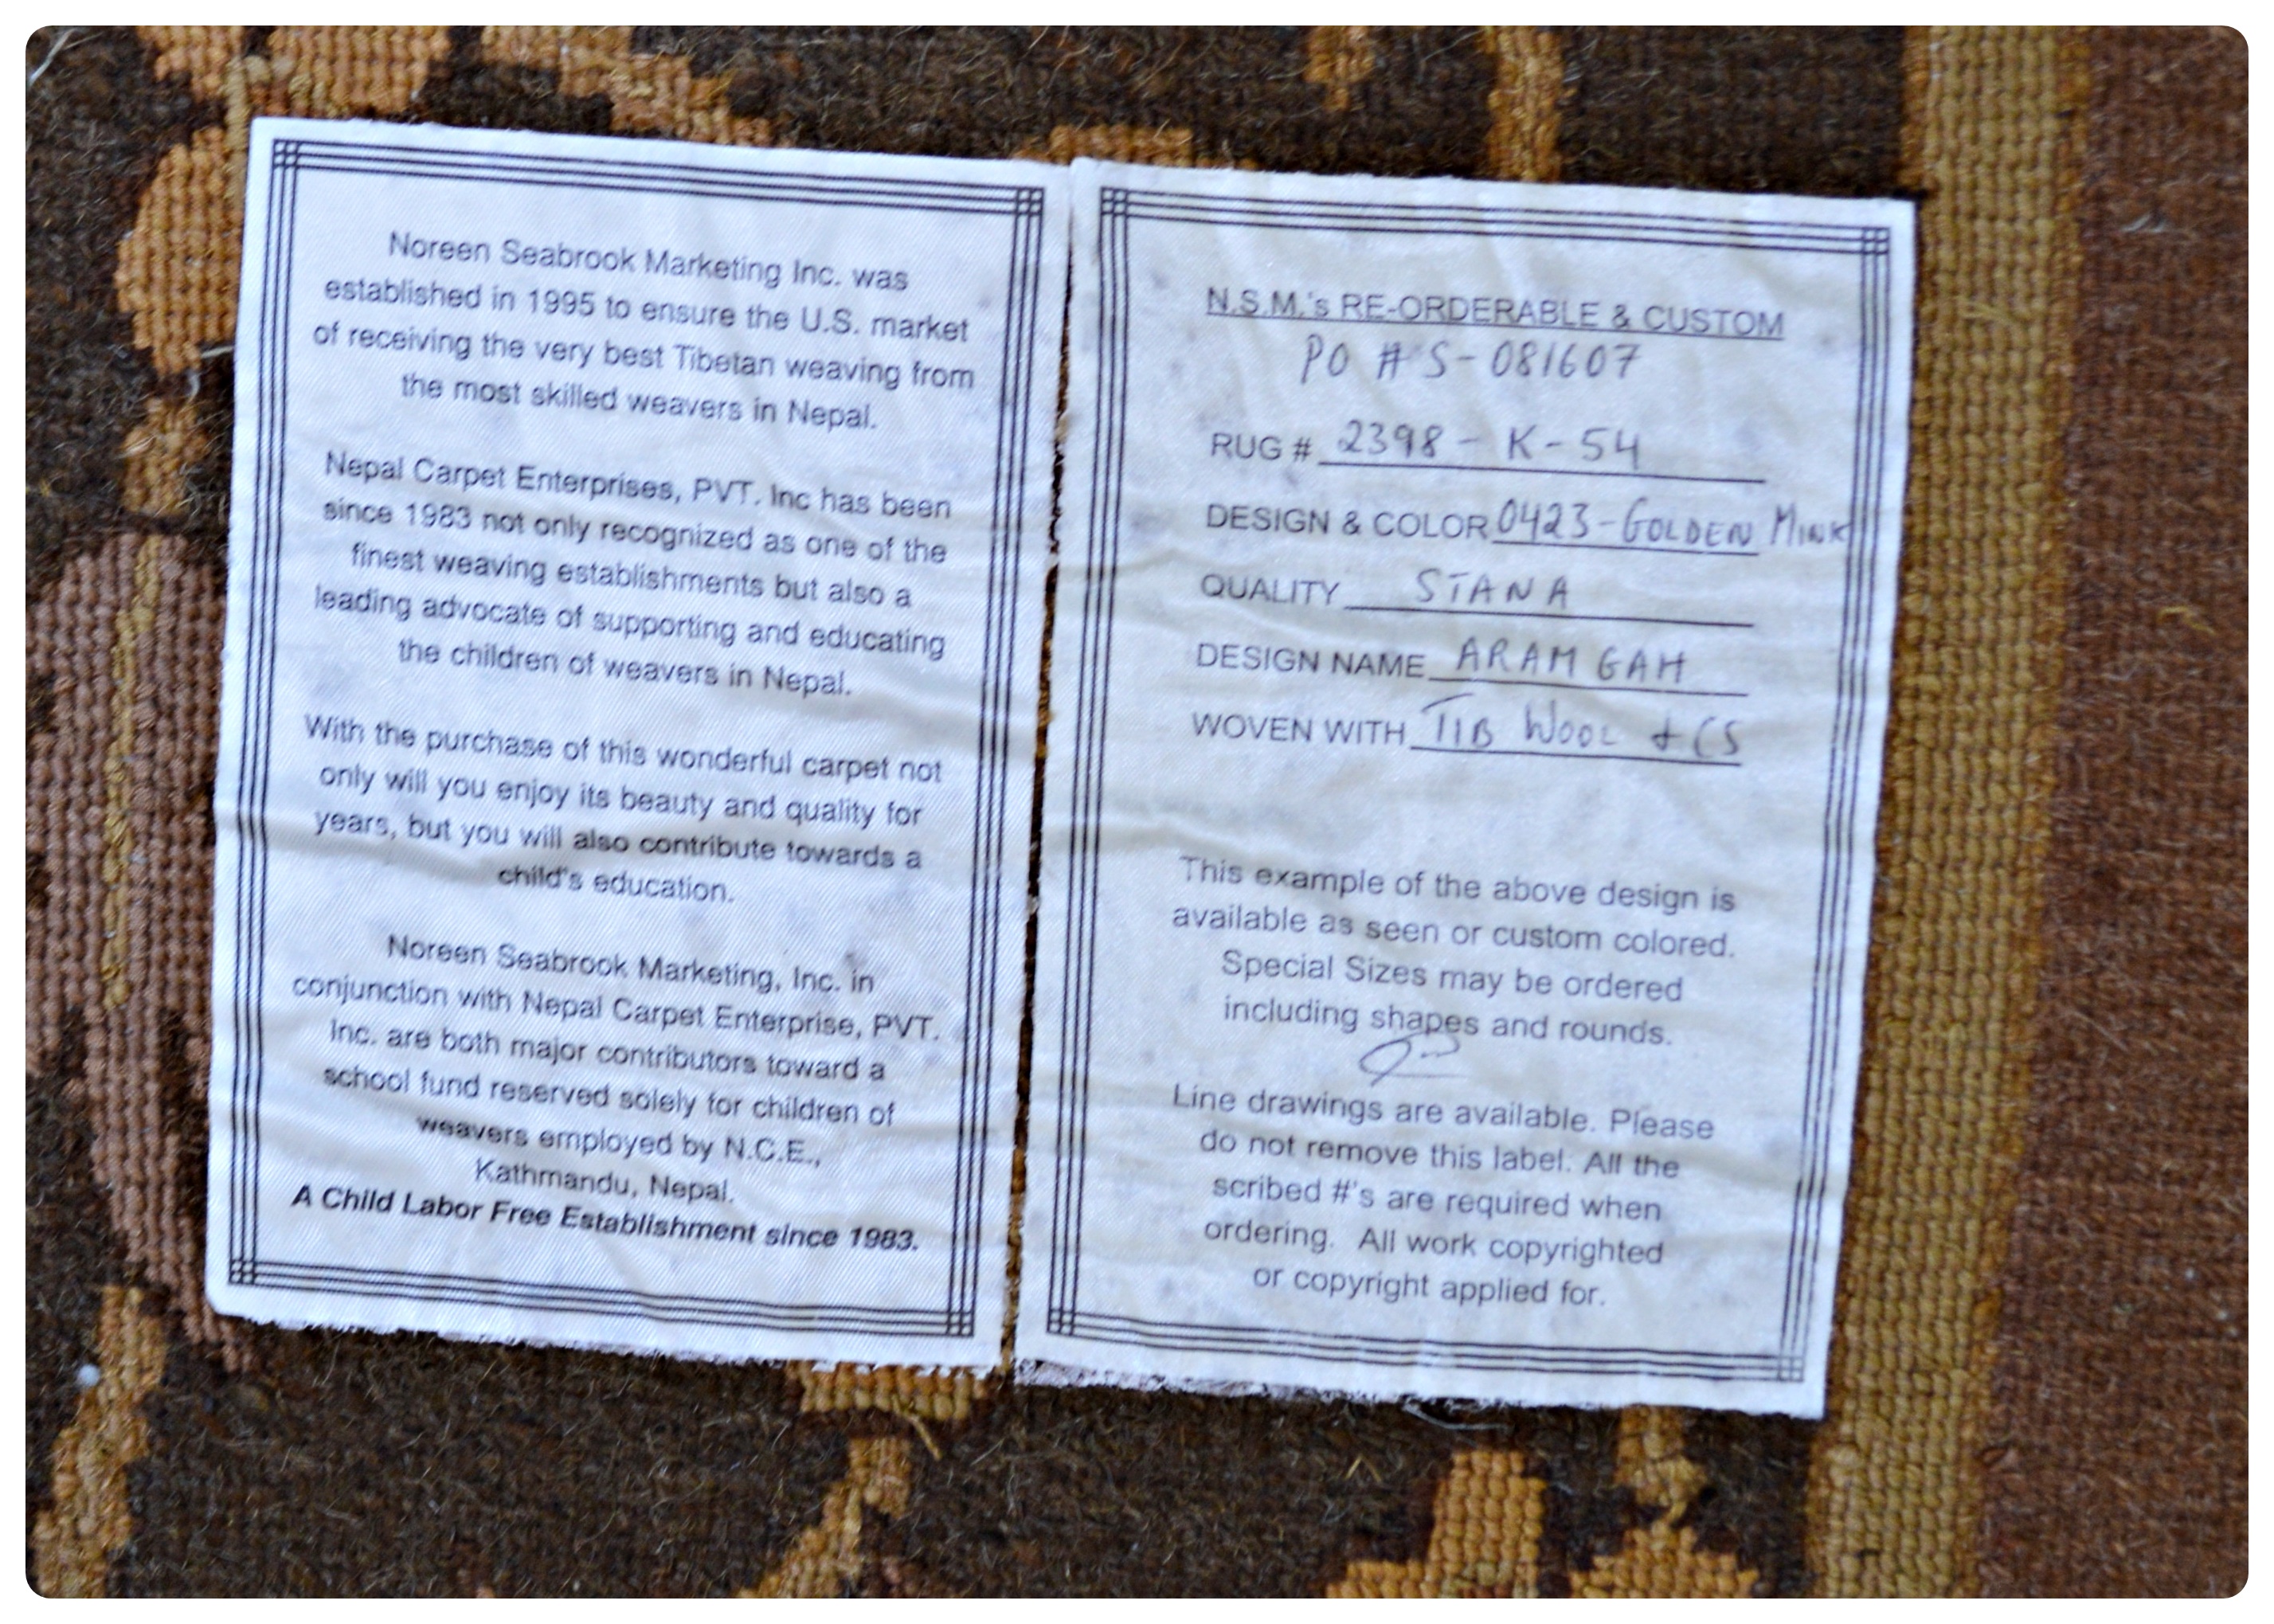 Noreen Seabrook Marketing Inc. was
established in 1995 to ensure the U.S. market
of receiving the very best Tibetan weaving from
the most skilled weavers in Nepal.
Nepal Carpet Enterprises, PVT. Inc has been
since 1983 not only recognized as one of the
finest weaving establishments but also a
leading advocate of supporting and educating
the children of weavers in Nepal.
With the purchase of this wonderful carpet not
only will you enjoy its beauty and quality for
years, but you will also contribute towards a
child's education.
Noreen Seabrook Marketing, Inc. in
conjunction with Nepal Carpet Enterprise, PVT.
Inc. are both major contributors toward a
school fund reserved solely for children of
weavers employed by N.C.E.,
Kathmandu, Nepal.
A Child Labor Free Establishment since 1983.
N.S.M.'s RE-ORDERABLE & CUSTOM
PO # S-081607
RUG # 2398 - K - 54
DESIGN & COLOR 0423-GOLDEN MINK
QUALITY STANA
DESIGN NAME ARAM GAH
WOVEN WITH TIB WOOL + CS
This example of the above design is
available as seen or custom colored.
Special Sizes may be ordered
including shapes and rounds.
Line drawings are available. Please
do not remove this label. All the
scribed #'s are required when
ordering. All work copyrighted
or copyright applied for.